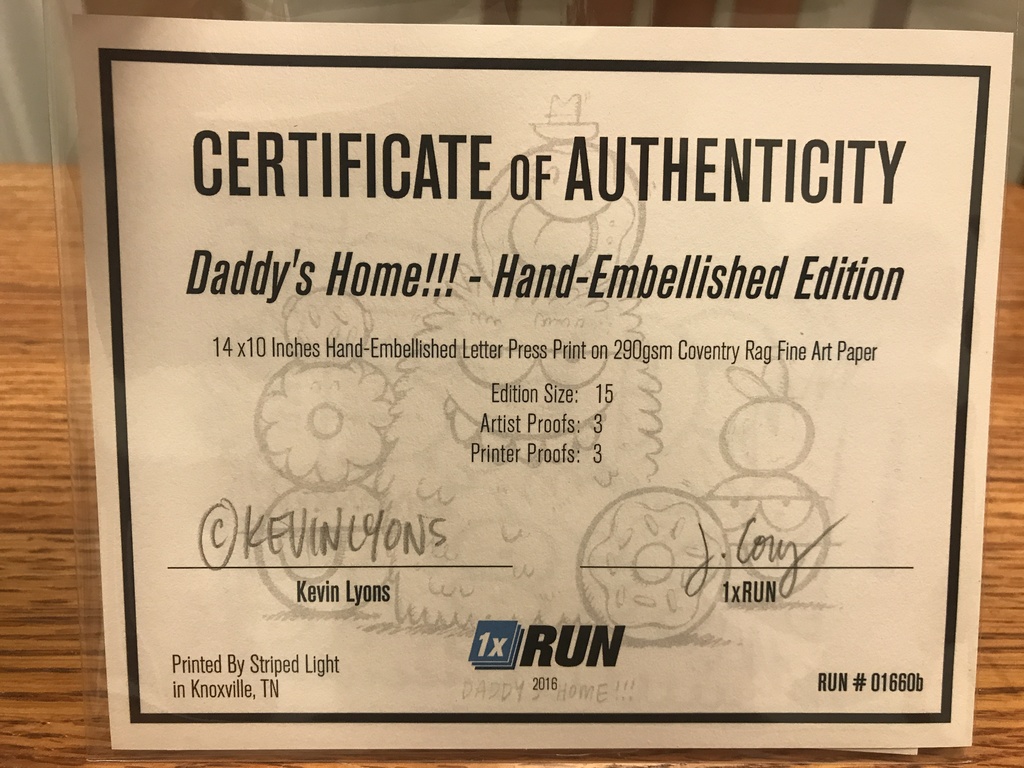 CERTIFICATE OF AUTHENTICITY
Daddy's Home!!! - Hand-Embellished Edition
14 x10 Inches Hand-Embellished Letter Press Print on 290gsm Coventry Rag Fine Art Paper
Edition Size: 15
Artist Proofs: 3
Printer Proofs: 3
©KEVINLYONS
J. Cory
Kevin Lyons
1xRUN
1x RUN
2016
DADDY'S HOME!!!
Printed By Striped Light
in Knoxville, TN
RUN # 01660b